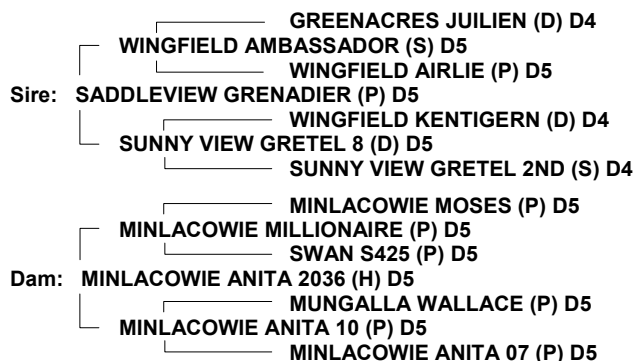 GREENACRES JUILIEN (D) D4
WINGFIELD AMBASSADOR (S) D5
WINGFIELD AIRLIE (P) D5
Sire: SADDLEVIEW GRENADIER (P) D5
WINGFIELD KENTIGERN (D) D4
SUNNY VIEW GRETEL 8 (D) D5
SUNNY VIEW GRETEL 2ND (S) D4
MINLACOWIE MOSES (P) D5
MINLACOWIE MILLIONAIRE (P) D5
SWAN S425 (P) D5
Dam: MINLACOWIE ANITA 2036 (H) D5
MUNGALLA WALLACE (P) D5
MINLACOWIE ANITA 10 (P) D5
MINLACOWIE ANITA 07 (P) D5